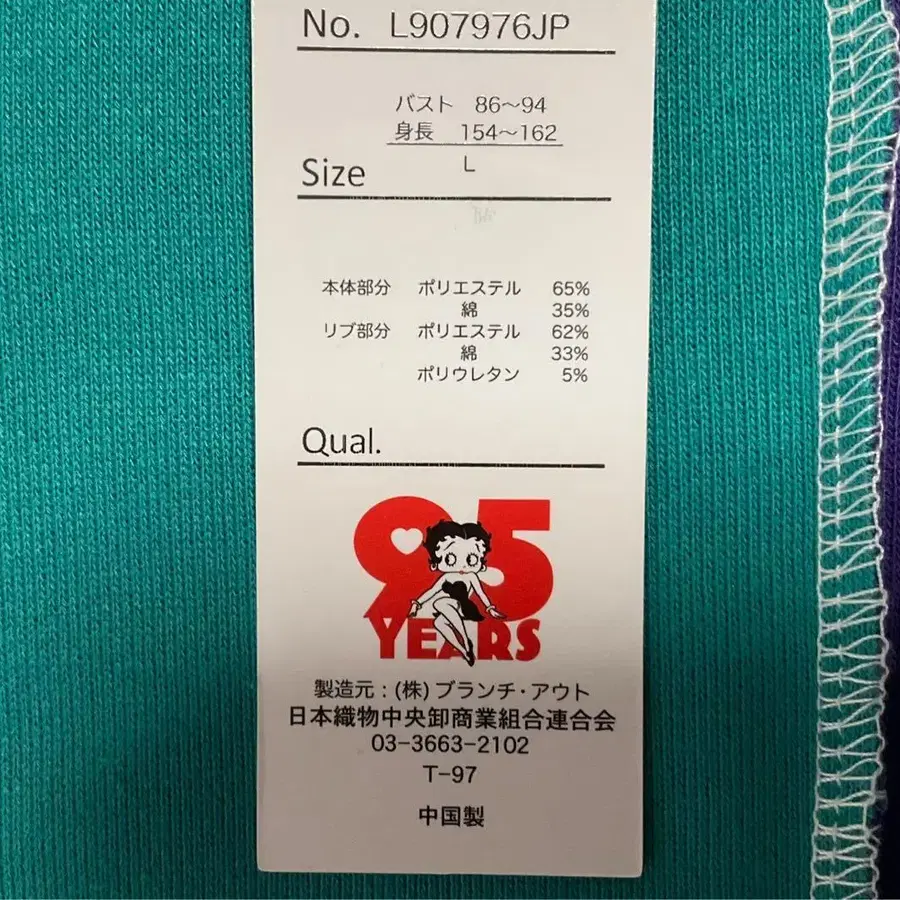 No. L907976JP
バスト 86〜94
身長 154〜162
L
Size
本体部分 ポリエステル 65%
綿 35%
リブ部分 ポリエステル 62%
綿 33%
ポリウレタン 5%
Qual.
95
YEARS
製造元:(株)ブランチ・アウト
日本織物中央卸商業組合連合会
03-3663-2102
T-97
中国製